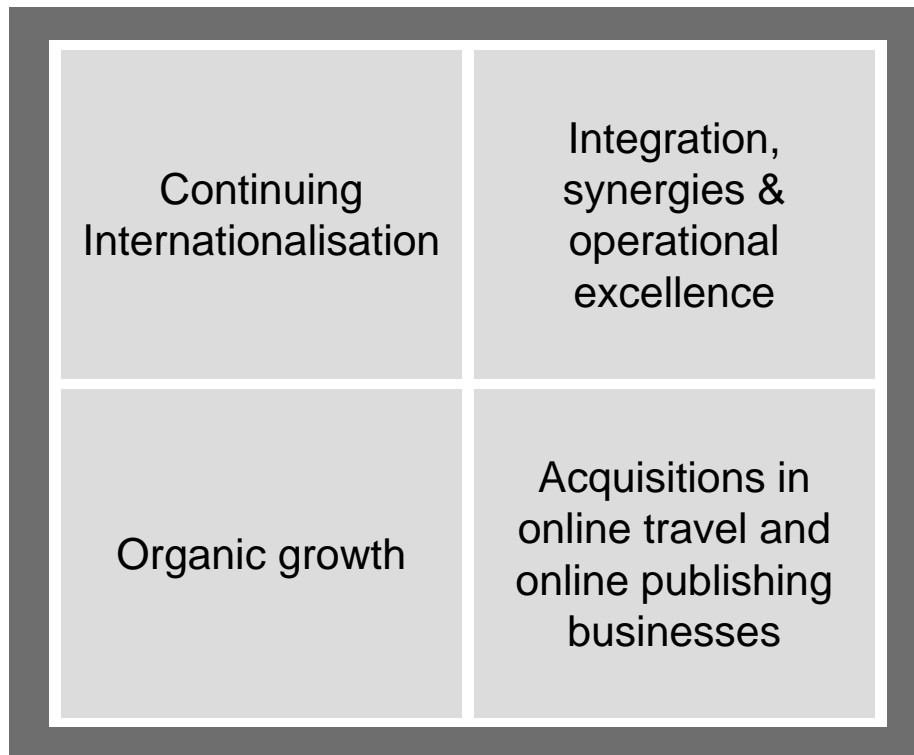 Continuing
Internationalisation
Integration,
synergies &
operational
excellence
Organic growth
Acquisitions in
online travel and
online publishing
businesses